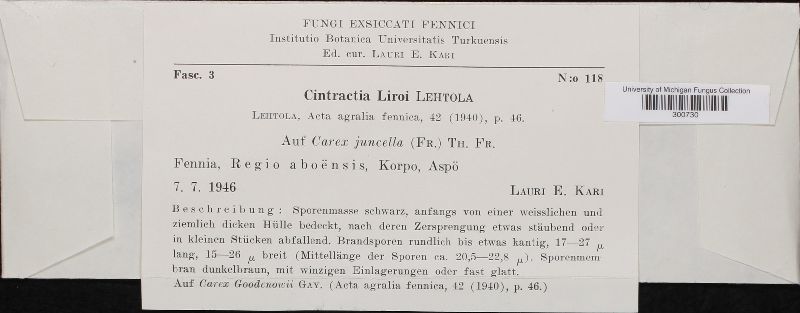 FUNGI EXSICCATI FENNICI
Institutio Botanica Universitatis Turkuensis
Ed. cur. LAURI E. KARI
Fasc. 3 N:o 118
Cintractia Liroi LEHTOLA
LEHTOLA, Acta agralia fennica, 42 (1940), p. 46.
Auf Carex juncella (FR.) TH. FR.
Fennia, Regio aboënsis, Korpo, Aspö
7. 7. 1946 LAURI E. KARI
Beschreibung: Sporenmasse schwarz, anfangs von einer weisslichen und
ziemlich dicken Hülle bedeckt, nach deren Zersprengung etwas stäubend oder
in kleinen Stücken abfallend. Brandsporen rundlich bis etwas kantig, 17—27 μ
lang, 15—26 μ breit (Mittellänge der Sporen ca. 20,5—22,8 μ). Sporenmem
bran dunkelbraun, mit winzigen Einlagerungen oder fast glatt.
Auf Carex Goodenowii GAY. (Acta agralia fennica, 42 (1940), p. 46.)
University of Michigan Fungus Collection
300730